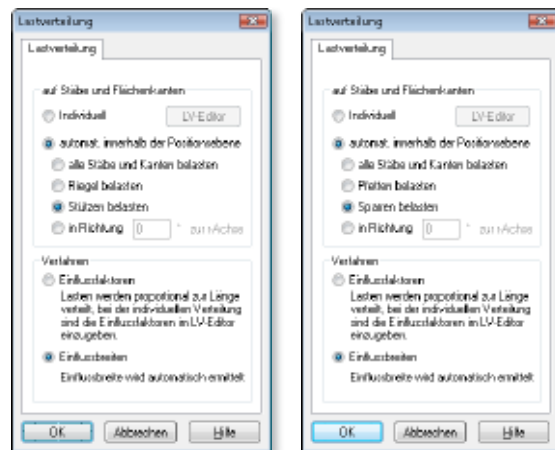 Lastverteilung
Lastverteilung
auf Stäbe und Flächenkanten
Individuell
LV-Editor
automat. innerhalb der Positionsebene
alle Stäbe und Kanten belasten
Riegel belasten
Stützen belasten
in Richtung 0 ° zur r-Achse
Verfahren
Einflussfaktoren
Lasten werden proportional zur Länge
verteilt, bei der individuellen Verteilung
sind die Einflussfaktoren im LV-Editor
einzugeben.
Einflussbreiten
Einflussbreite wird automatisch ermittelt
OK
Abbrechen
Hilfe
Lastverteilung
Lastverteilung
auf Stäbe und Flächenkanten
Individuell
LV-Editor
automat. innerhalb der Positionsebene
alle Stäbe und Kanten belasten
Pfetten belasten
Sparren belasten
in Richtung 0 ° zur r-Achse
Verfahren
Einflussfaktoren
Lasten werden proportional zur Länge
verteilt, bei der individuellen Verteilung
sind die Einflussfaktoren im LV-Editor
einzugeben.
Einflussbreiten
Einflussbreite wird automatisch ermittelt
OK
Abbrechen
Hilfe